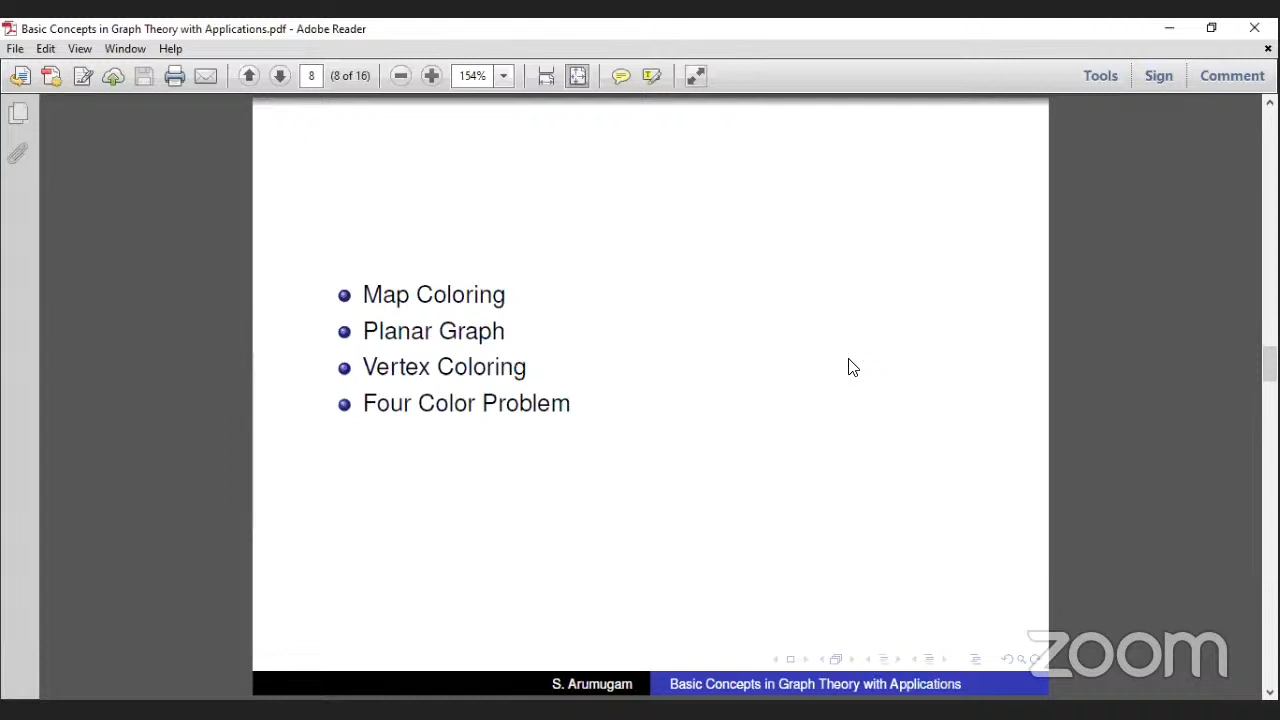 Basic Concepts in Graph Theory with Applications.pdf - Adobe Reader
File Edit View Window Help
8 (8 of 16) 154% Tools Sign Comment
Map Coloring
Planar Graph
Vertex Coloring
Four Color Problem
zoom
S. Arumugam Basic Concepts in Graph Theory with Applications